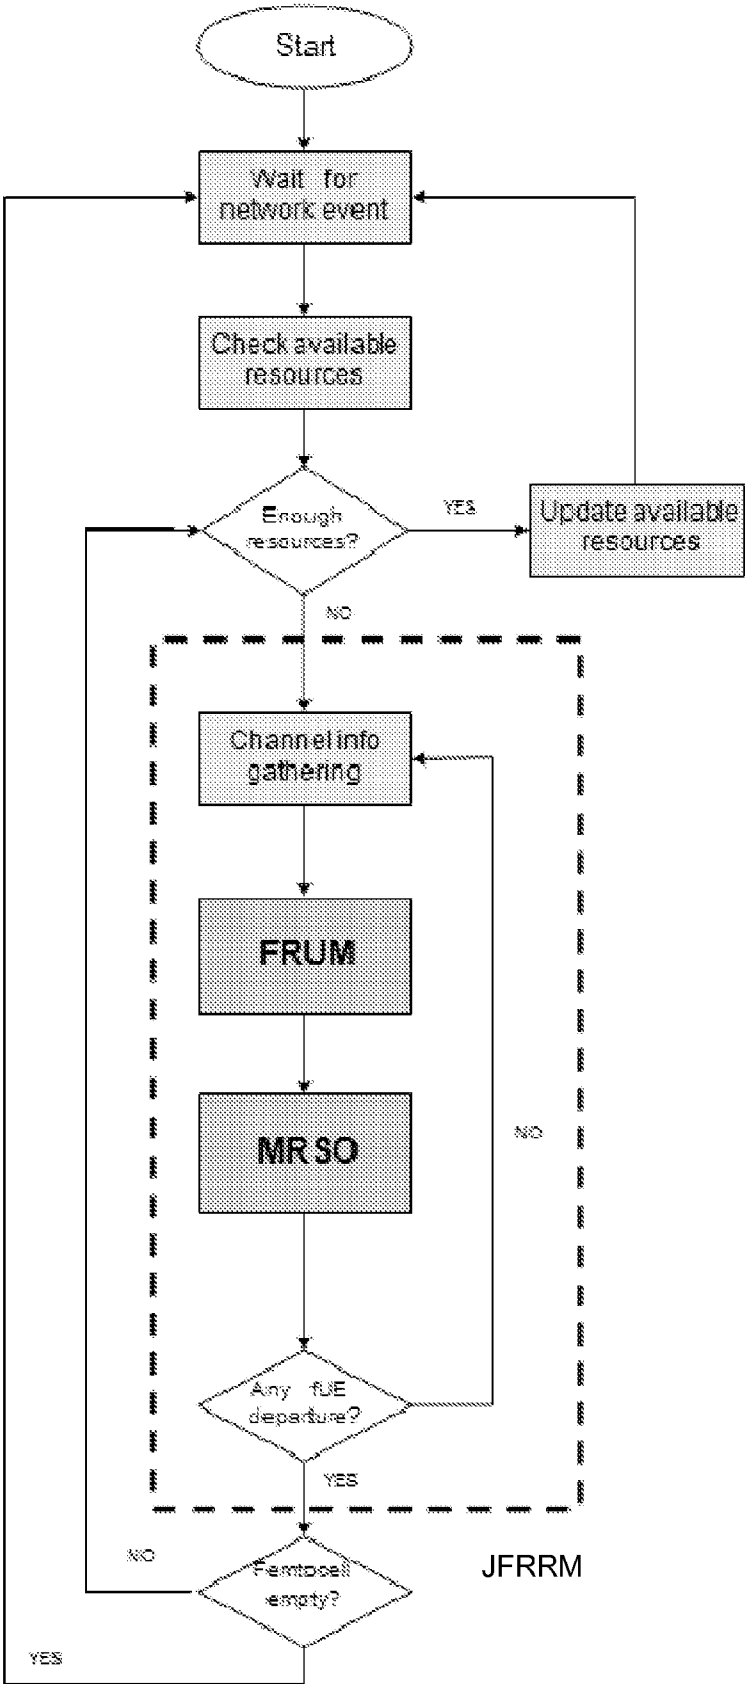 Start
Wait for
network event
Check available
resources
Enough
resources?
YES
Update available
resources
NO
Channel info
gathering
FRUM
MRSO
NO
Any fUE
departure?
YES
Femtocell
empty?
NO
JFRRM
YES